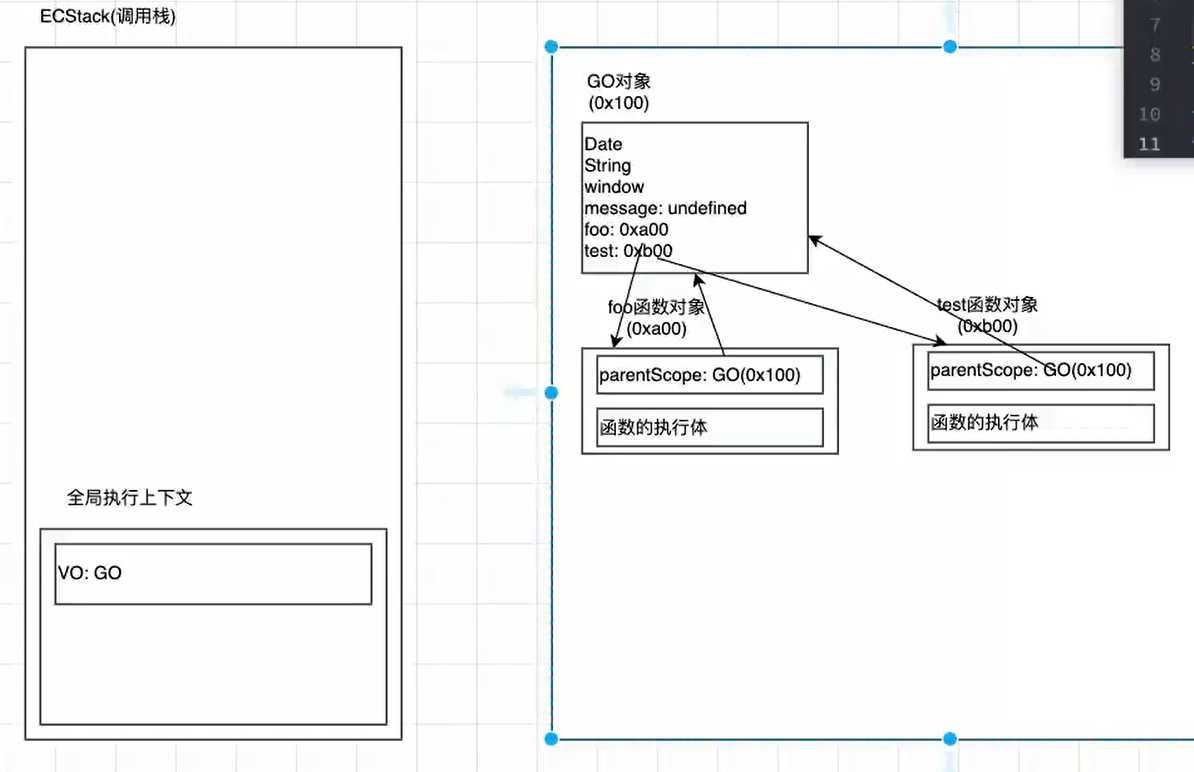 ECStack(调用栈)
全局执行上下文
VO: GO
GO对象
(0x100)
Date
String
window
message: undefined
foo: 0xa00
test: 0xb00
foo函数对象
(0xa00)
parentScope: GO(0x100)
函数的执行体
test函数对象
(0xb00)
parentScope: GO(0x100)
函数的执行体
7
8
9
10
11